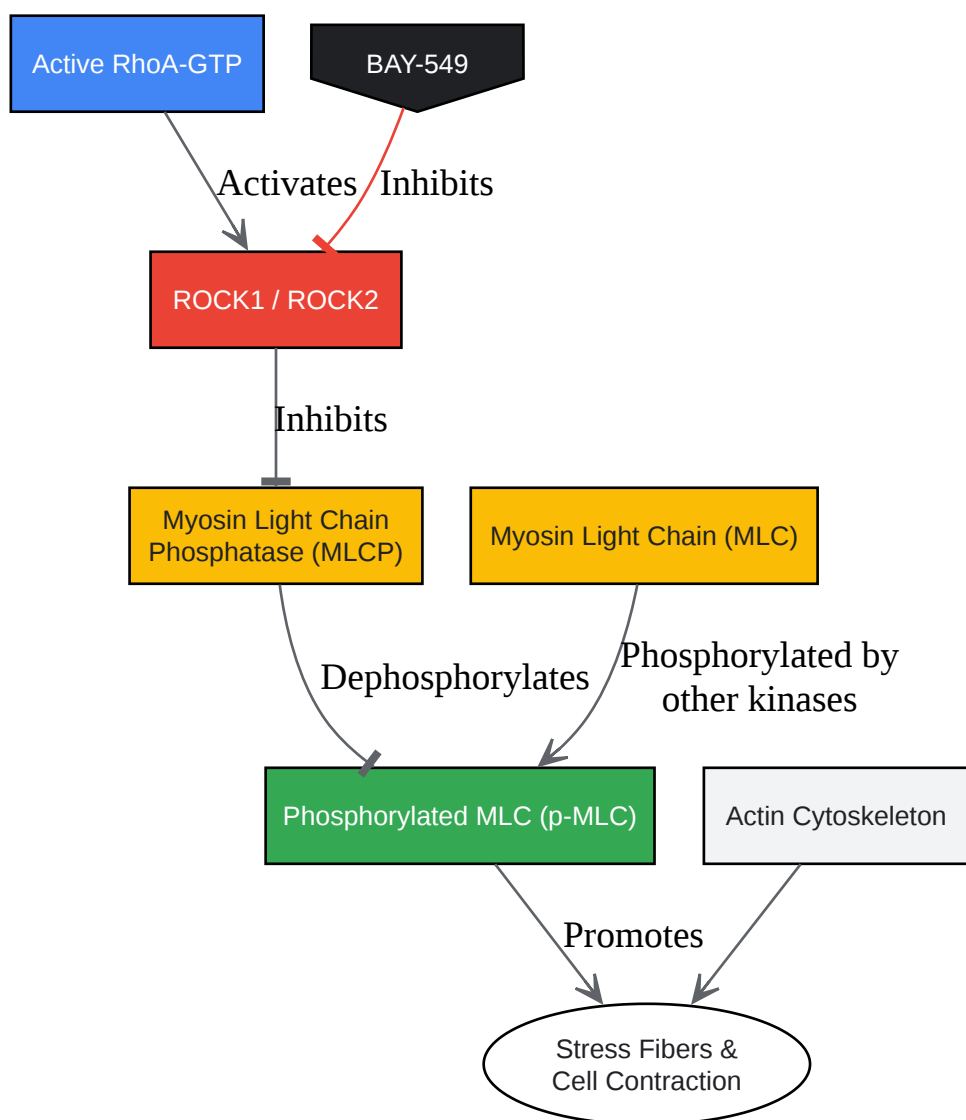 Active RhoA-GTP
BAY-549
Activates
Inhibits
ROCK1 / ROCK2
Inhibits
Myosin Light Chain
Phosphatase (MLCP)
Myosin Light Chain (MLC)
Dephosphorylates
Phosphorylated by
other kinases
Phosphorylated MLC (p-MLC)
Actin Cytoskeleton
Promotes
Stress Fibers &
Cell Contraction